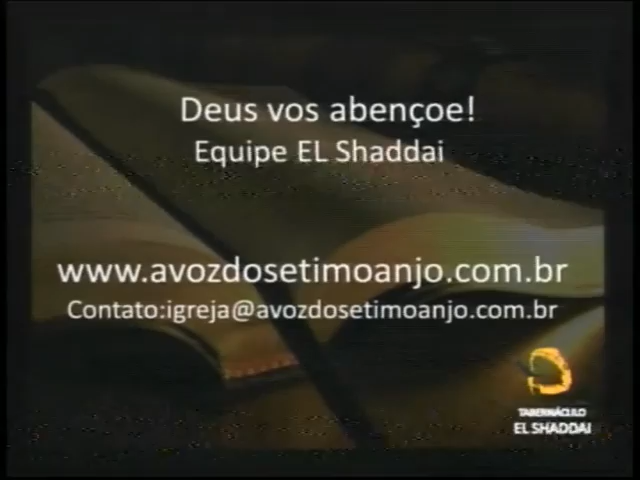 Deus vos abençoe!
Equipe EL Shaddai
www.avozdosetimoanjo.com.br
Contato:igreja@avozdosetimoanjo.com.br
TABERNÁCULO
EL SHADDAI